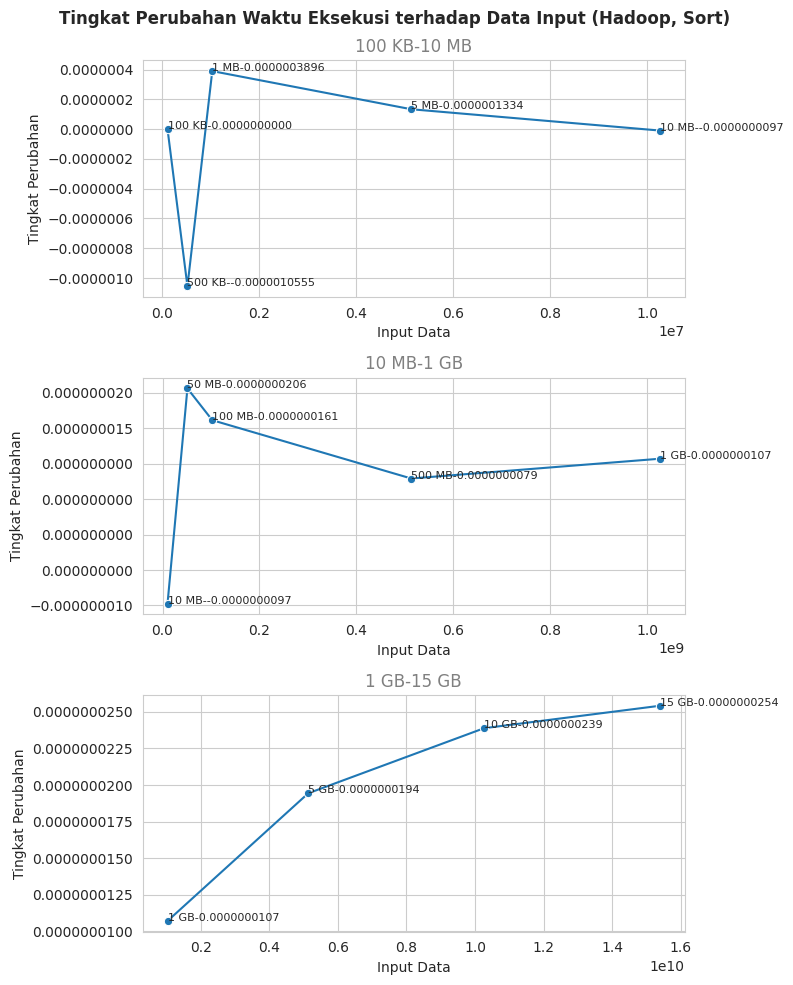 Tingkat Perubahan Waktu Eksekusi terhadap Data Input (Hadoop, Sort)
100 KB-10 MB
0.0000004
0.0000002
0.0000000
−0.0000002
−0.0000004
−0.0000006
−0.0000008
−0.0000010
Tingkat Perubahan
100 KB-0.0000000000
500 KB--0.0000010555
1 MB-0.0000003896
5 MB-0.0000001334
10 MB--0.0000000097
0.0 0.2 0.4 0.6 0.8 1.0
1e7
Input Data
10 MB-1 GB
0.000000020
0.000000015
0.000000000
0.000000000
0.000000000
0.000000000
−0.000000010
Tingkat Perubahan
10 MB--0.0000000097
50 MB-0.0000000206
100 MB-0.0000000161
500 MB-0.0000000079
1 GB-0.0000000107
0.0 0.2 0.4 0.6 0.8 1.0
1e9
Input Data
1 GB-15 GB
0.0000000250
0.0000000225
0.0000000200
0.0000000175
0.0000000150
0.0000000125
0.0000000100
Tingkat Perubahan
1 GB-0.0000000107
5 GB-0.0000000194
10 GB-0.0000000239
15 GB-0.0000000254
0.2 0.4 0.6 0.8 1.0 1.2 1.4 1.6
1e10
Input Data